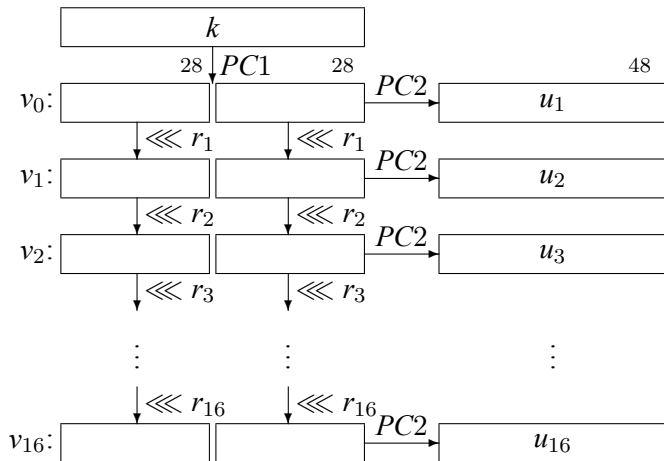 k
28 PC1 28 48
v₀: PC2 u₁
⋘ r₁ ⋘ r₁
v₁: PC2 u₂
⋘ r₂ ⋘ r₂
v₂: PC2 u₃
⋘ r₃ ⋘ r₃
⋮ ⋮ ⋮
⋘ r₁₆ ⋘ r₁₆
v₁₆: PC2 u₁₆